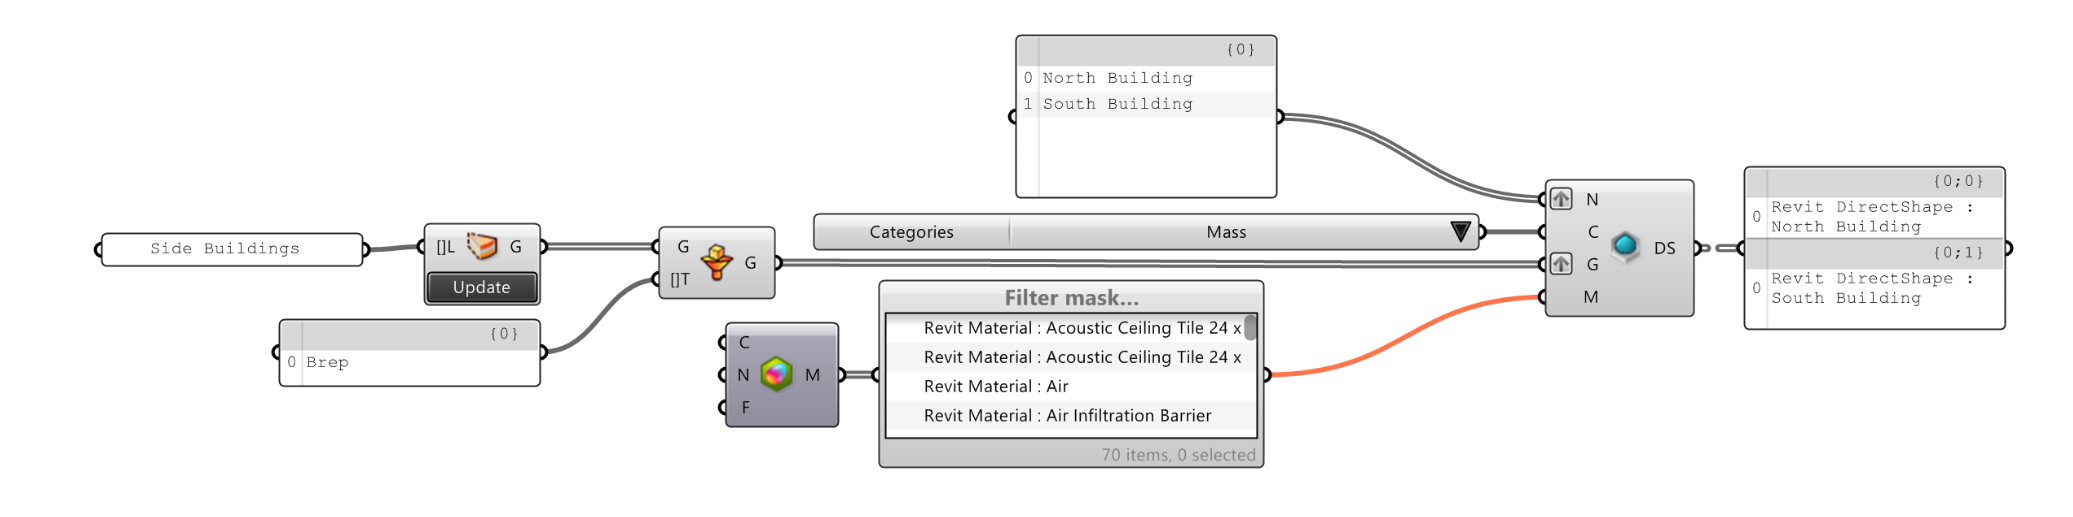 {0}
0 North Building
1 South Building
Side Buildings
[]L G
Update
{0}
0 Brep
G G
[]T
Categories Mass
C
N M
F
Filter mask...
Revit Material : Acoustic Ceiling Tile 24 x
Revit Material : Acoustic Ceiling Tile 24 x
Revit Material : Air
Revit Material : Air Infiltration Barrier
70 items, 0 selected
N
C
G
M
DS
{0;0}
0 Revit DirectShape :
North Building
{0;1}
0 Revit DirectShape :
South Building